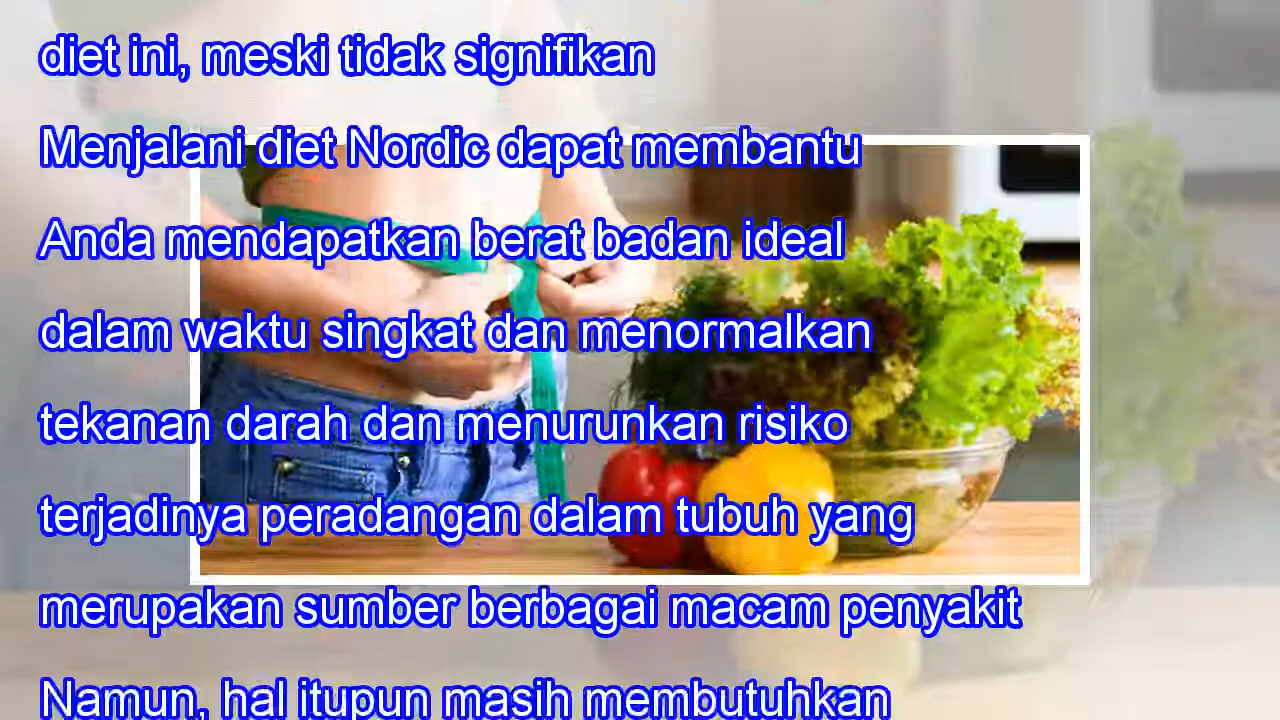 diet ini, meski tidak signifikan
Menjalani diet Nordic dapat membantu
Anda mendapatkan berat badan ideal
dalam waktu singkat dan menormalkan
tekanan darah dan menurunkan risiko
terjadinya peradangan dalam tubuh yang
merupakan sumber berbagai macam penyakit
Namun, hal itupun masih membutuhkan